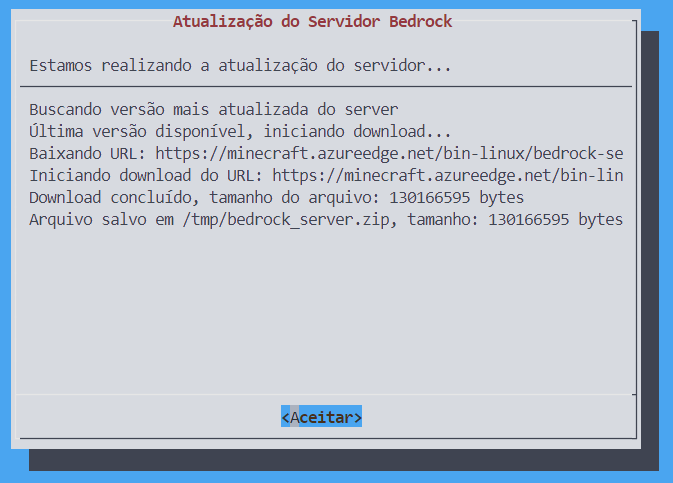 Atualização do Servidor Bedrock
Estamos realizando a atualização do servidor...
Buscando versão mais atualizada do server
Última versão disponível, iniciando download...
Baixando URL: https://minecraft.azureedge.net/bin-linux/bedrock-se
Iniciando download do URL: https://minecraft.azureedge.net/bin-lin
Download concluído, tamanho do arquivo: 130166595 bytes
Arquivo salvo em /tmp/bedrock_server.zip, tamanho: 130166595 bytes
<Aceitar>